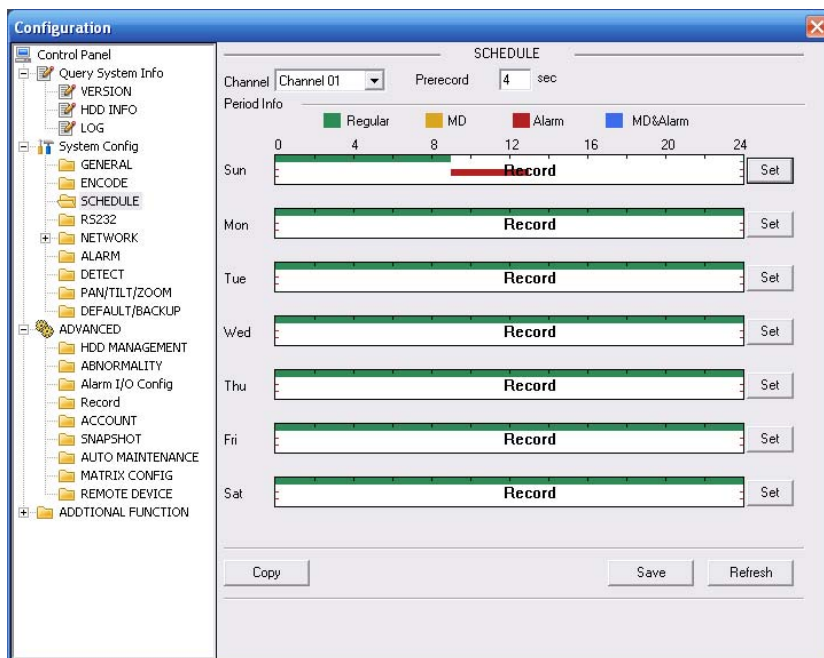 Configuration
Control Panel
Query System Info
VERSION
HDD INFO
LOG
System Config
GENERAL
ENCODE
SCHEDULE
RS232
NETWORK
ALARM
DETECT
PAN/TILT/ZOOM
DEFAULT/BACKUP
ADVANCED
HDD MANAGEMENT
ABNORMALITY
Alarm I/O Config
Record
ACCOUNT
SNAPSHOT
AUTO MAINTENANCE
MATRIX CONFIG
REMOTE DEVICE
ADDTIONAL FUNCTION
SCHEDULE
Channel Channel 01 Prerecord 4 sec
Period Info
Regular MD Alarm MD&Alarm
0 4 8 12 16 20 24
Sun Record Set
Mon Record Set
Tue Record Set
Wed Record Set
Thu Record Set
Fri Record Set
Sat Record Set
Copy Save Refresh